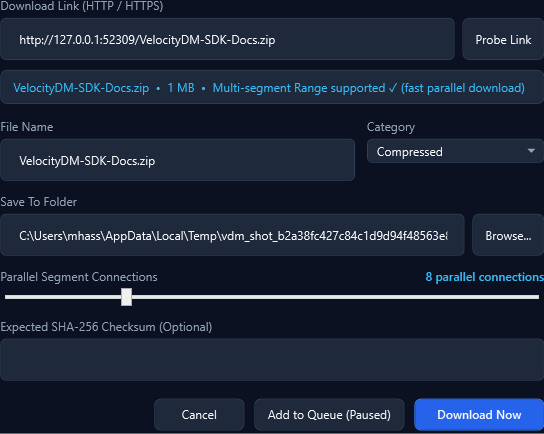 Download Link (HTTP / HTTPS)
http://127.0.0.1:52309/VelocityDM-SDK-Docs.zip
Probe Link
VelocityDM-SDK-Docs.zip • 1 MB • Multi-segment Range supported ✓ (fast parallel download)
File Name
Category
VelocityDM-SDK-Docs.zip
Compressed
Save To Folder
C:\Users\mhass\AppData\Local\Temp\vdm_shot_b2a38fc427c84c1d9d94f48563e8
Browse...
Parallel Segment Connections
8 parallel connections
Expected SHA-256 Checksum (Optional)
Cancel
Add to Queue (Paused)
Download Now